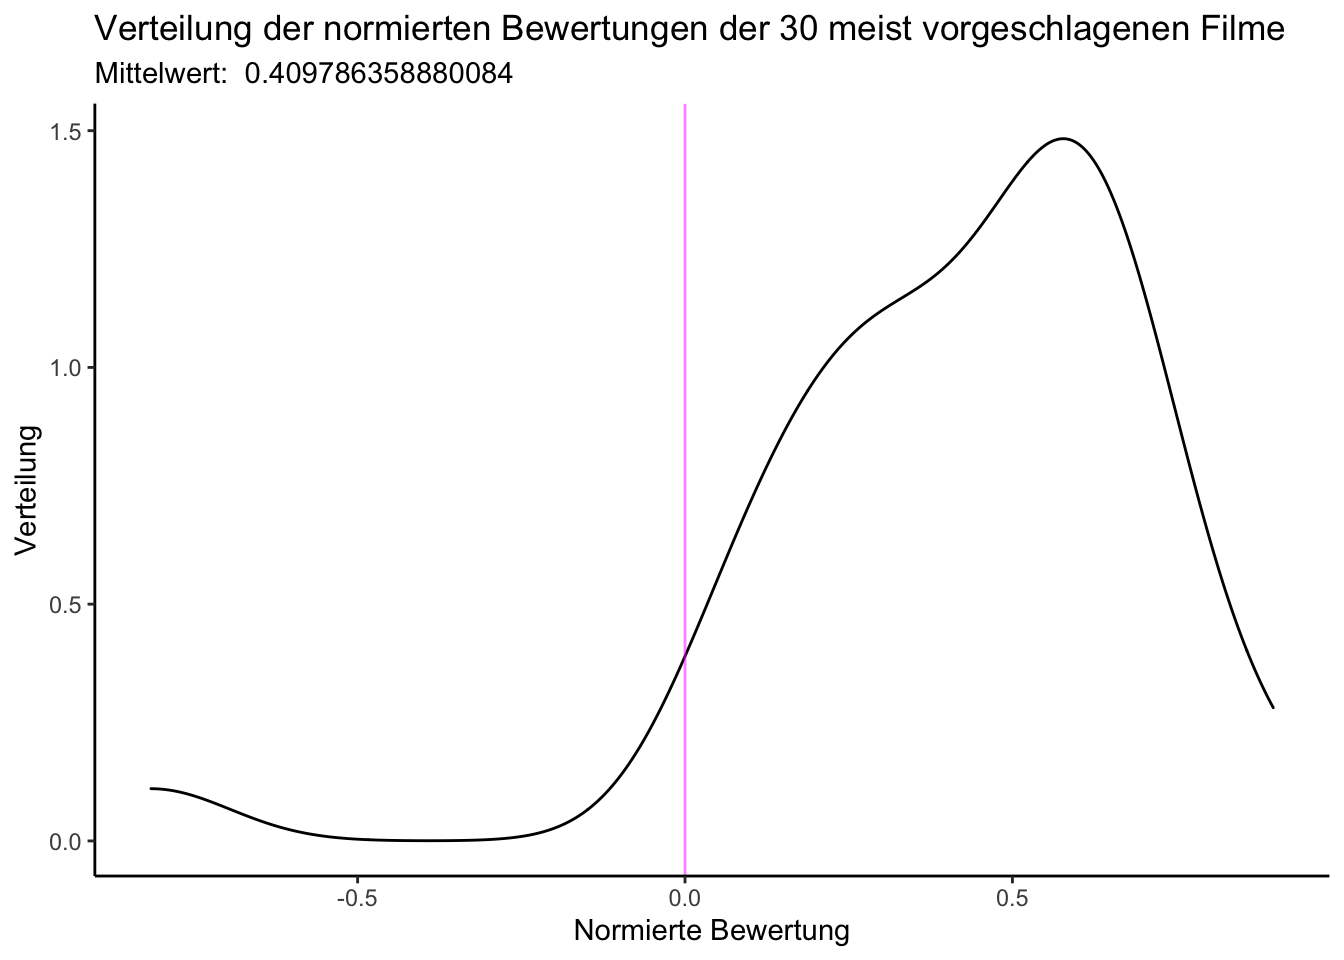 Verteilung der normierten Bewertungen der 30 meist vorgeschlagenen Filme
Mittelwert:  0.409786358880084
1.5
1.0
0.5
0.0
Verteilung
-0.5
0.0
0.5
Normierte Bewertung